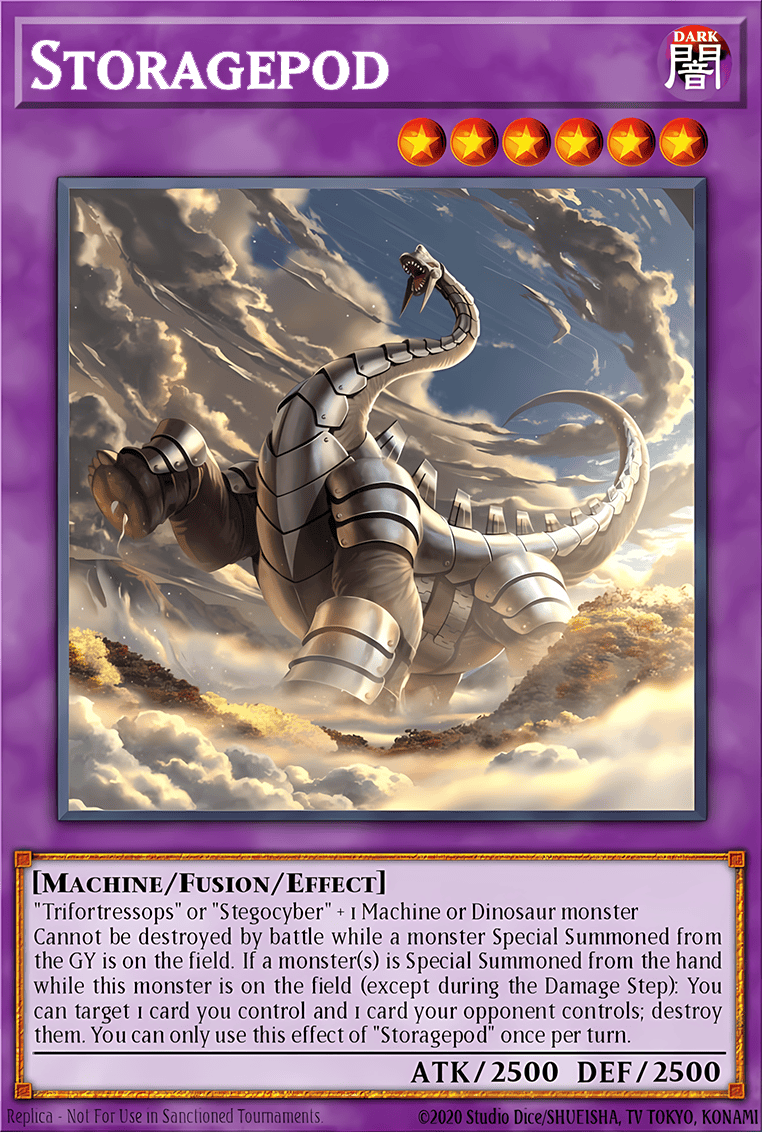 Storagepod
DARK
闇
[Machine/Fusion/Effect]
"Trifortressops" or "Stegocyber" + 1 Machine or Dinosaur monster
Cannot be destroyed by battle while a monster Special Summoned from
the GY is on the field. If a monster(s) is Special Summoned from the hand
while this monster is on the field (except during the Damage Step): You
can target 1 card you control and 1 card your opponent controls; destroy
them. You can only use this effect of "Storagepod" once per turn.
ATK/2500 DEF/2500
Replica - Not For Use in Sanctioned Tournaments.
©2020 Studio Dice/SHUEISHA, TV TOKYO, KONAMI